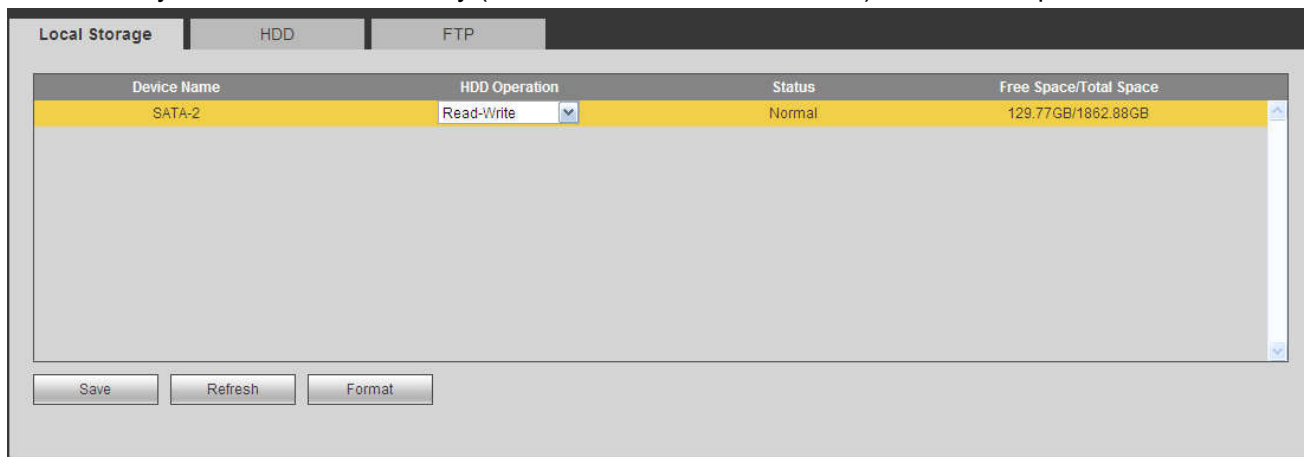 Local Storage HDD FTP
Device Name HDD Operation Status Free Space/Total Space
SATA-2 Read-Write Normal 129.77GB/1862.88GB
Save Refresh Format